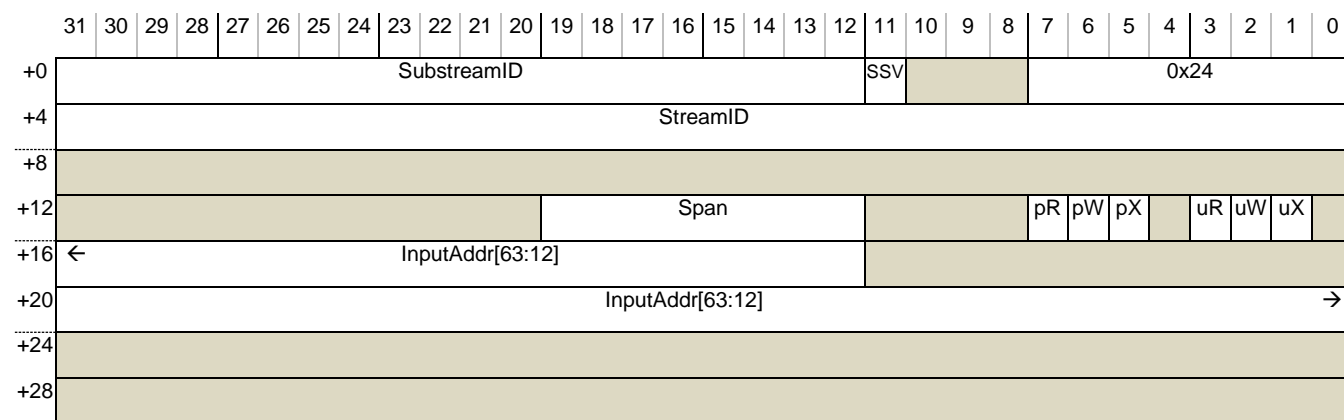 31 30 29 28 27 26 25 24 23 22 21 20 19 18 17 16 15 14 13 12 11 10 9 8 7 6 5 4 3 2 1 0
+0 SubstreamID SSV 0x24
+4 StreamID
+8
+12 Span pR pW pX uR uW uX
+16 ← InputAddr[63:12]
+20 InputAddr[63:12] →
+24
+28